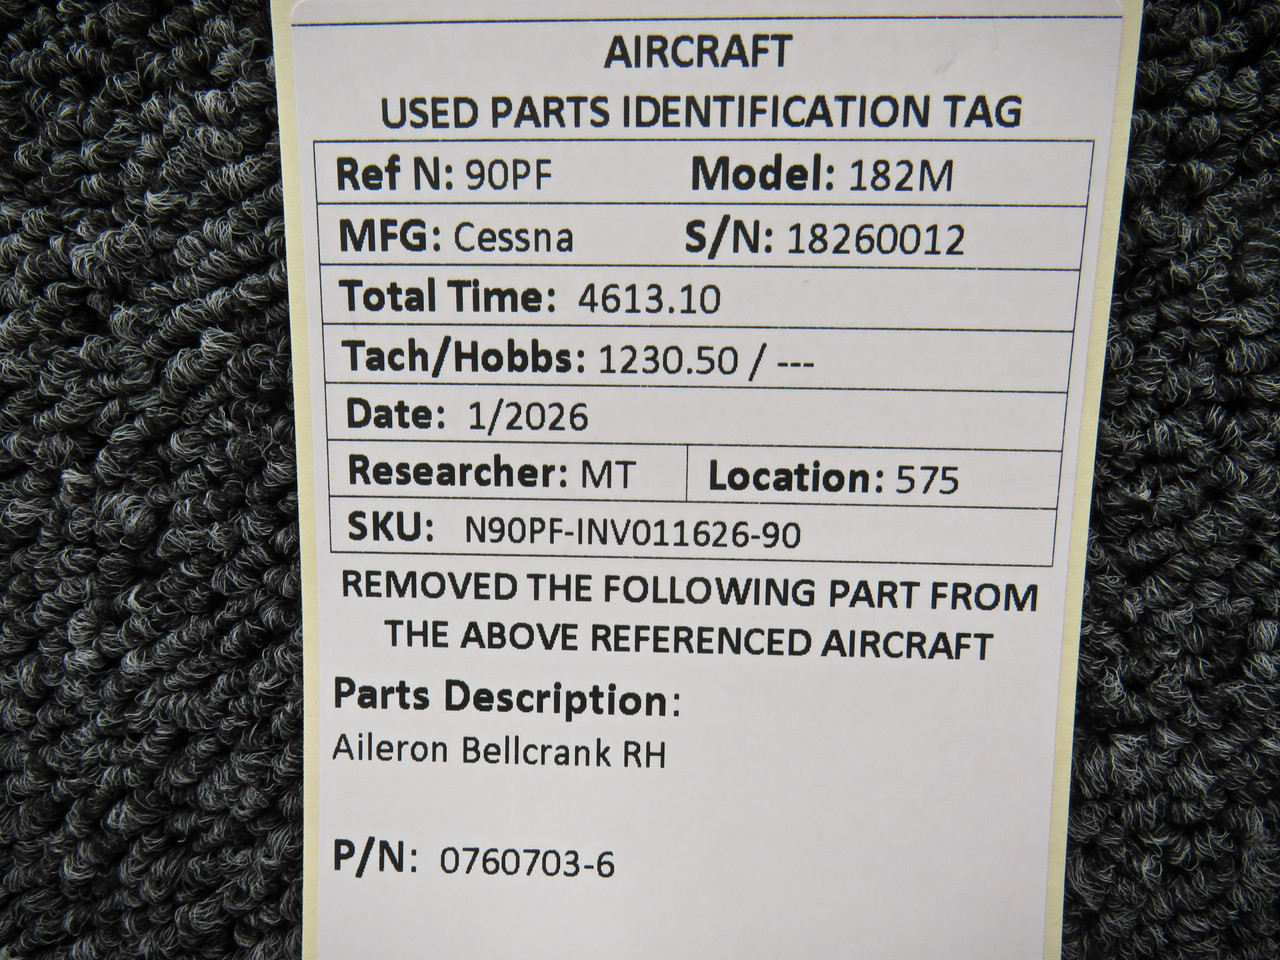 AIRCRAFT
USED PARTS IDENTIFICATION TAG
Ref N: 90PF Model: 182M
MFG: Cessna S/N: 18260012
Total Time: 4613.10
Tach/Hobbs: 1230.50 / ---
Date: 1/2026
Researcher: MT Location: 575
SKU: N90PF-INV011626-90
REMOVED THE FOLLOWING PART FROM
THE ABOVE REFERENCED AIRCRAFT
Parts Description:
Aileron Bellcrank RH
P/N: 0760703-6